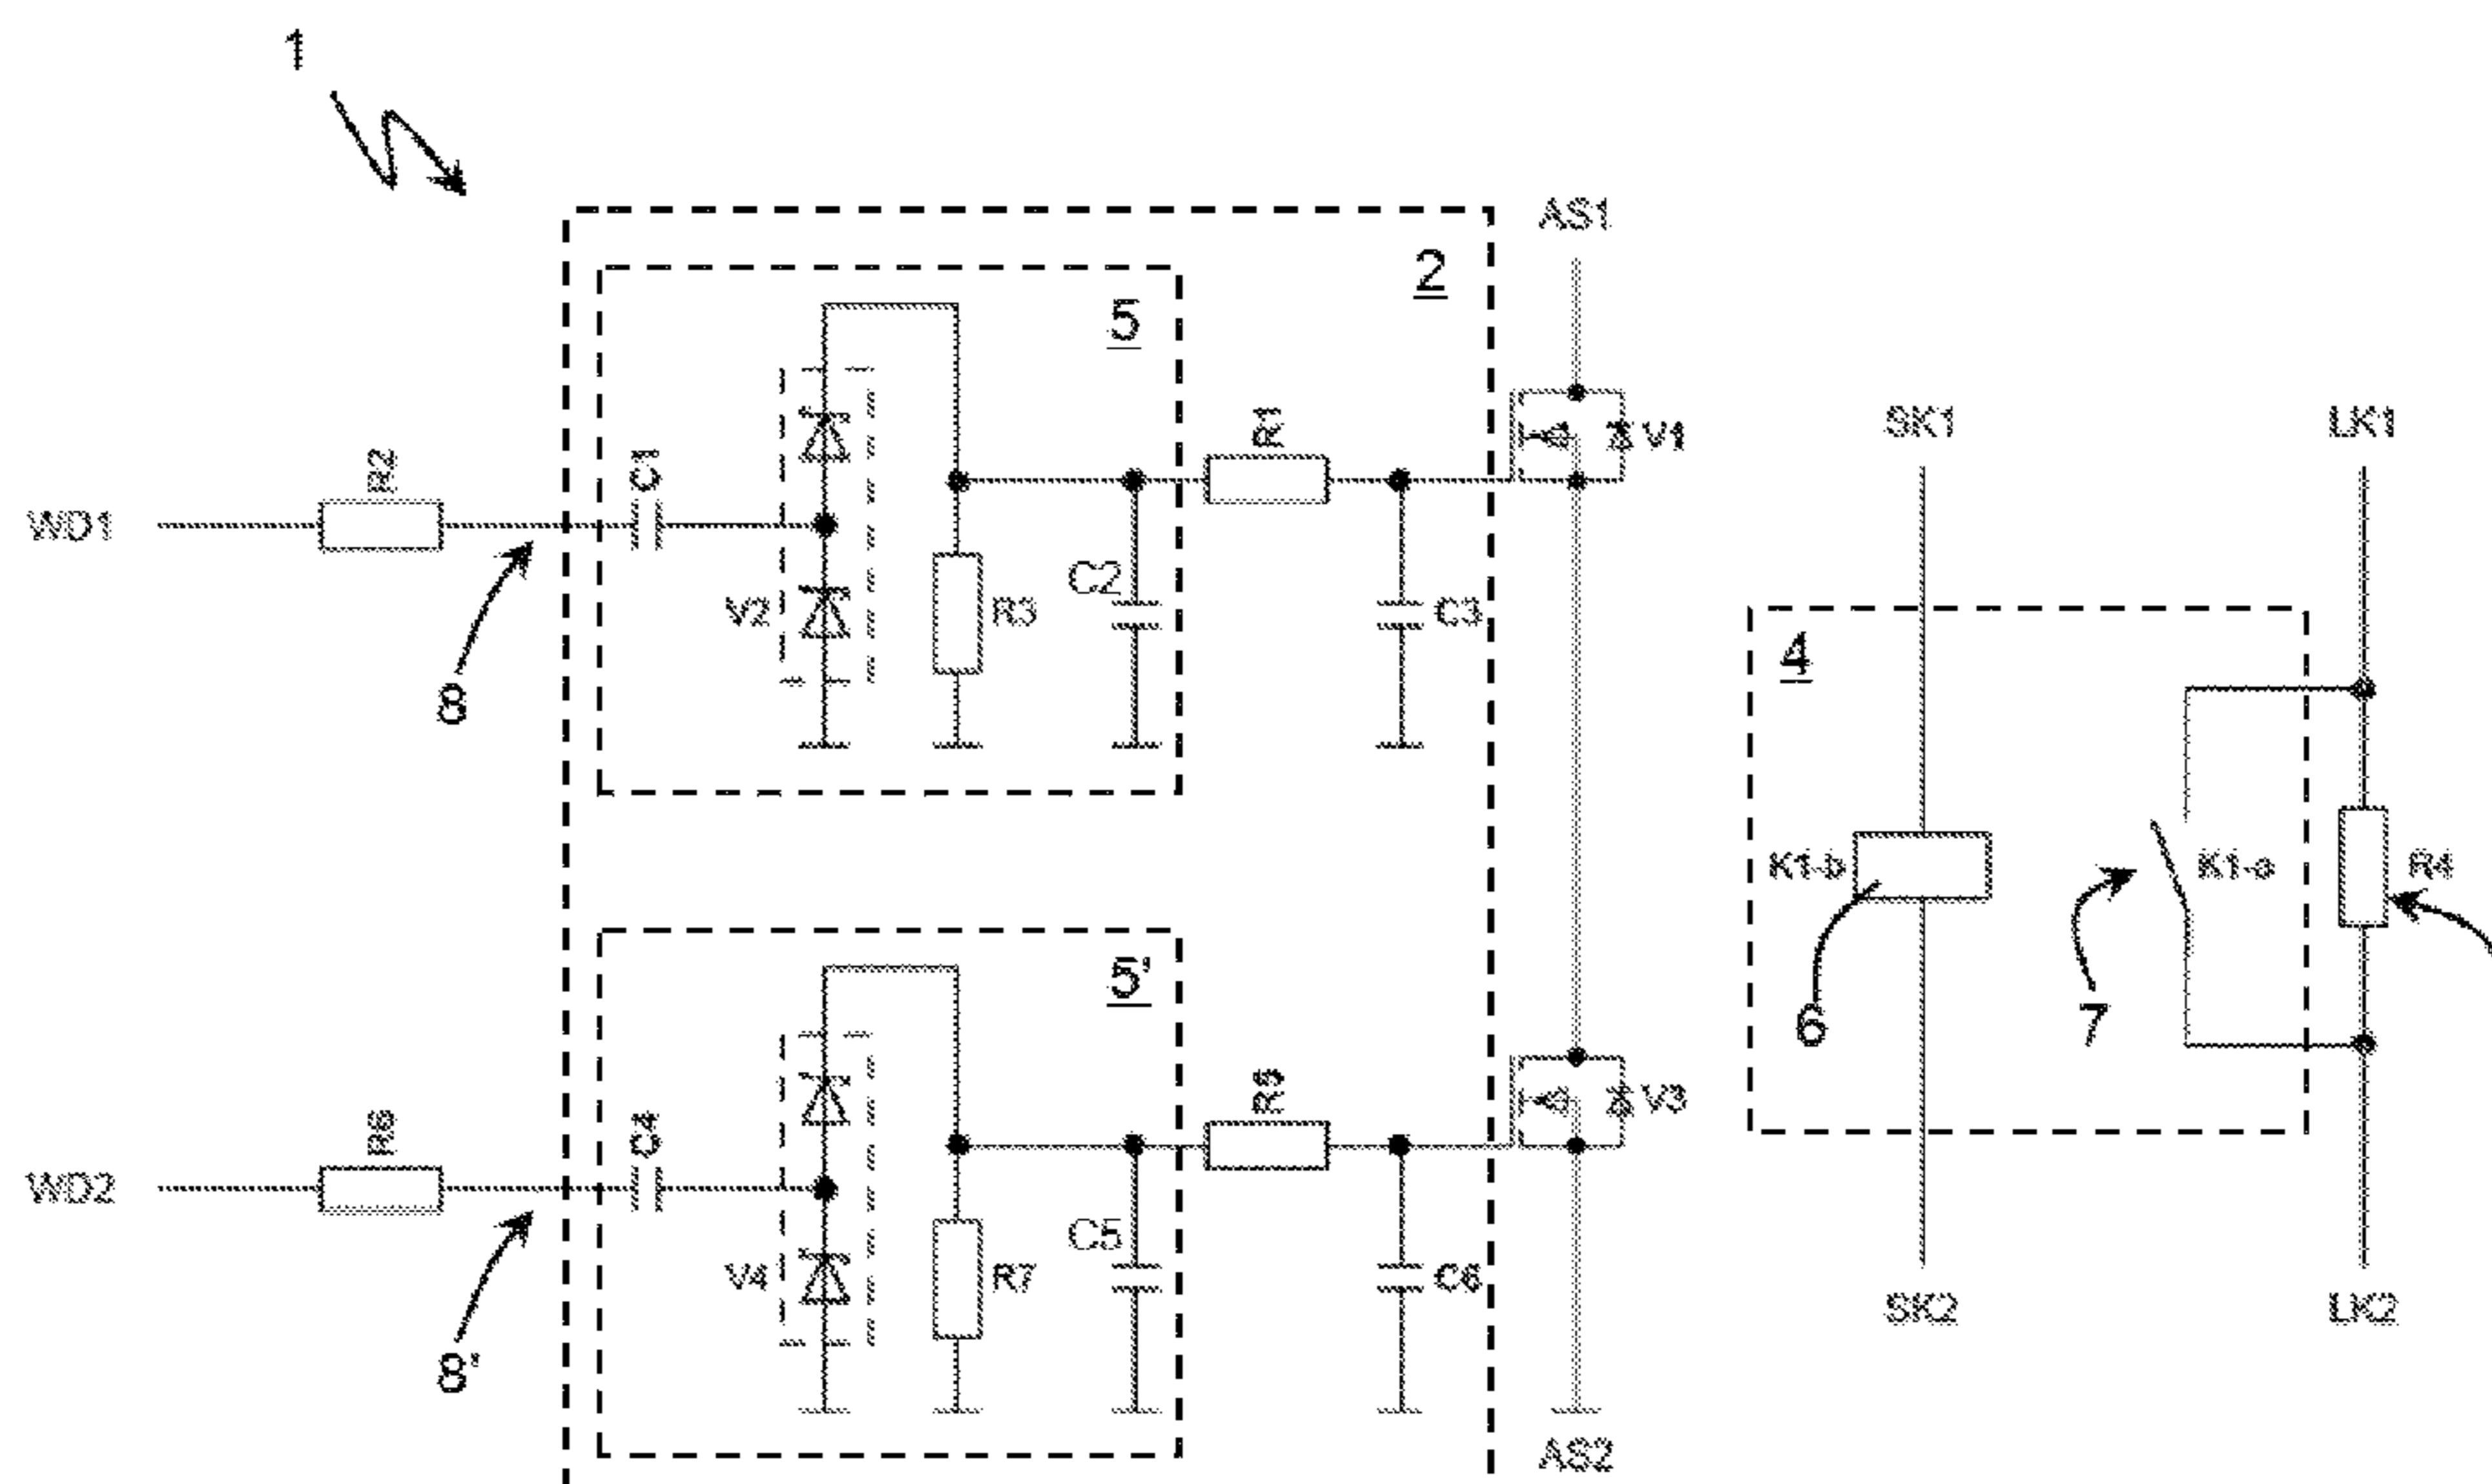 1
2
AS1
5
R1
V1
SK1
LK1
R2
C1
WD1
C2
V2
R3
C3
4
8
K1-b
K1-a
R4
5'
6
7
R5
V3
R6
C4
WD2
C5
V4
R7
C6
SK2
LK2
8'
AS2